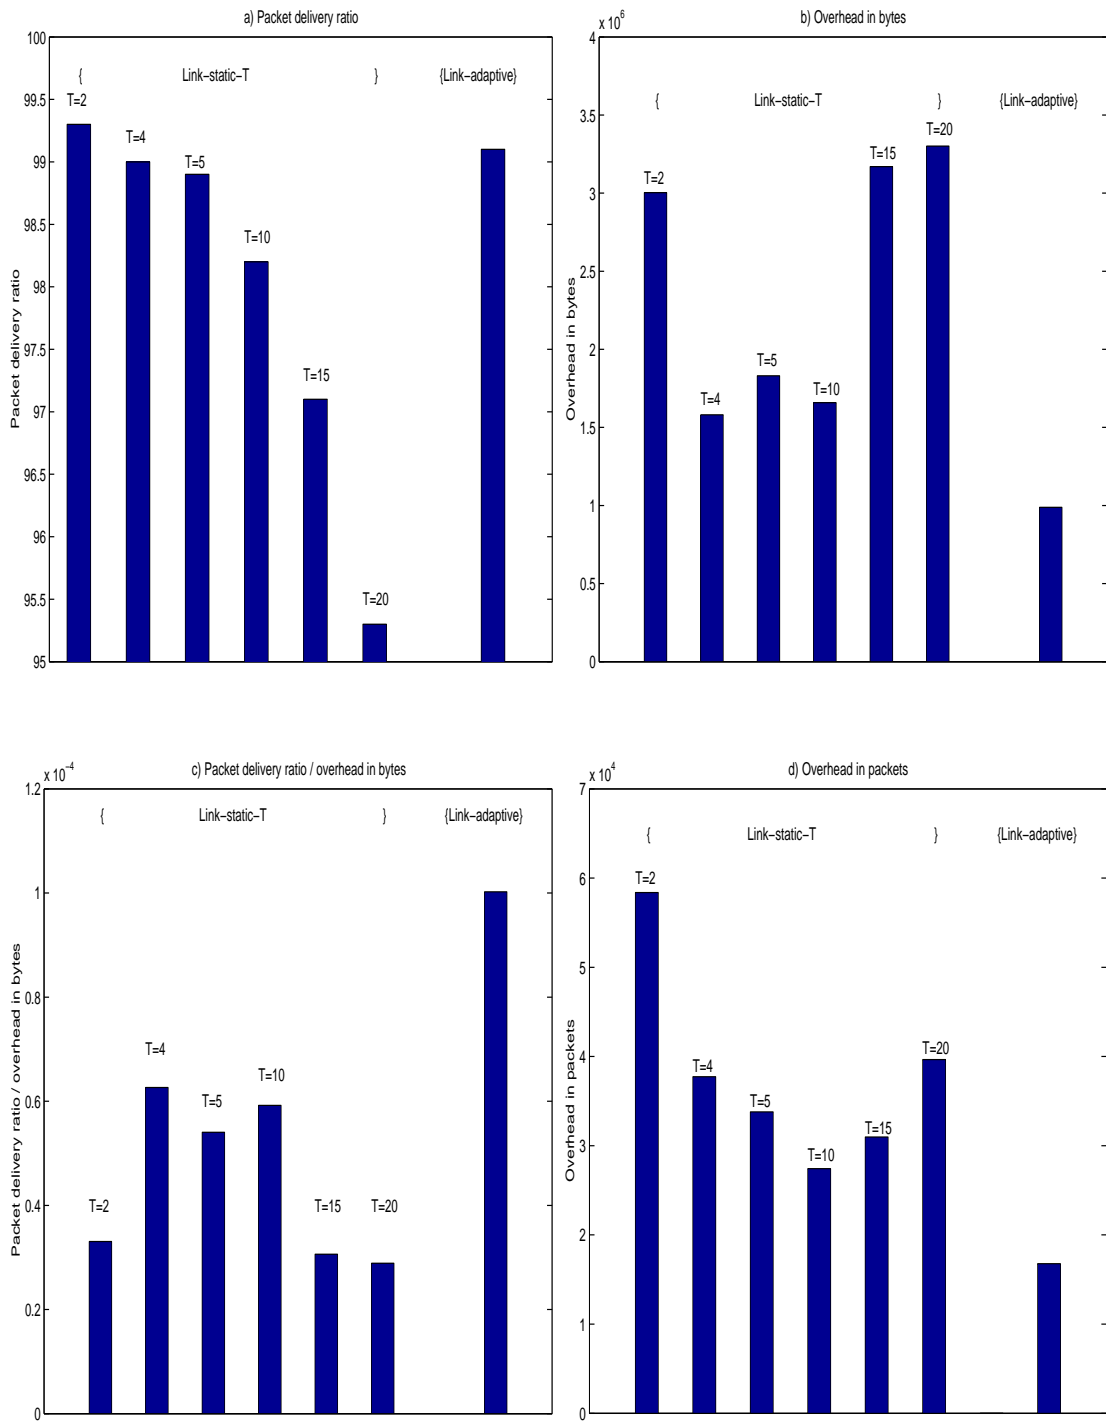 a) Packet delivery ratio
100
99.5
99
98.5
98
97.5
97
96.5
96
95.5
95
Packet delivery ratio
{ Link−static−T } {Link−adaptive}
T=2
T=4
T=5
T=10
T=15
T=20
b) Overhead in bytes
x 10^6
4
3.5
3
2.5
2
1.5
1
0.5
0
Overhead in bytes
{ Link−static−T } {Link−adaptive}
T=2
T=4
T=5
T=10
T=15
T=20
c) Packet delivery ratio / overhead in bytes
x 10^−4
1.2
1
0.8
0.6
0.4
0.2
0
Packet delivery ratio / overhead in bytes
{ Link−static−T } {Link−adaptive}
T=2
T=4
T=5
T=10
T=15
T=20
d) Overhead in packets
x 10^4
7
6
5
4
3
2
1
0
Overhead in packets
{ Link−static−T } {Link−adaptive}
T=2
T=4
T=5
T=10
T=15
T=20